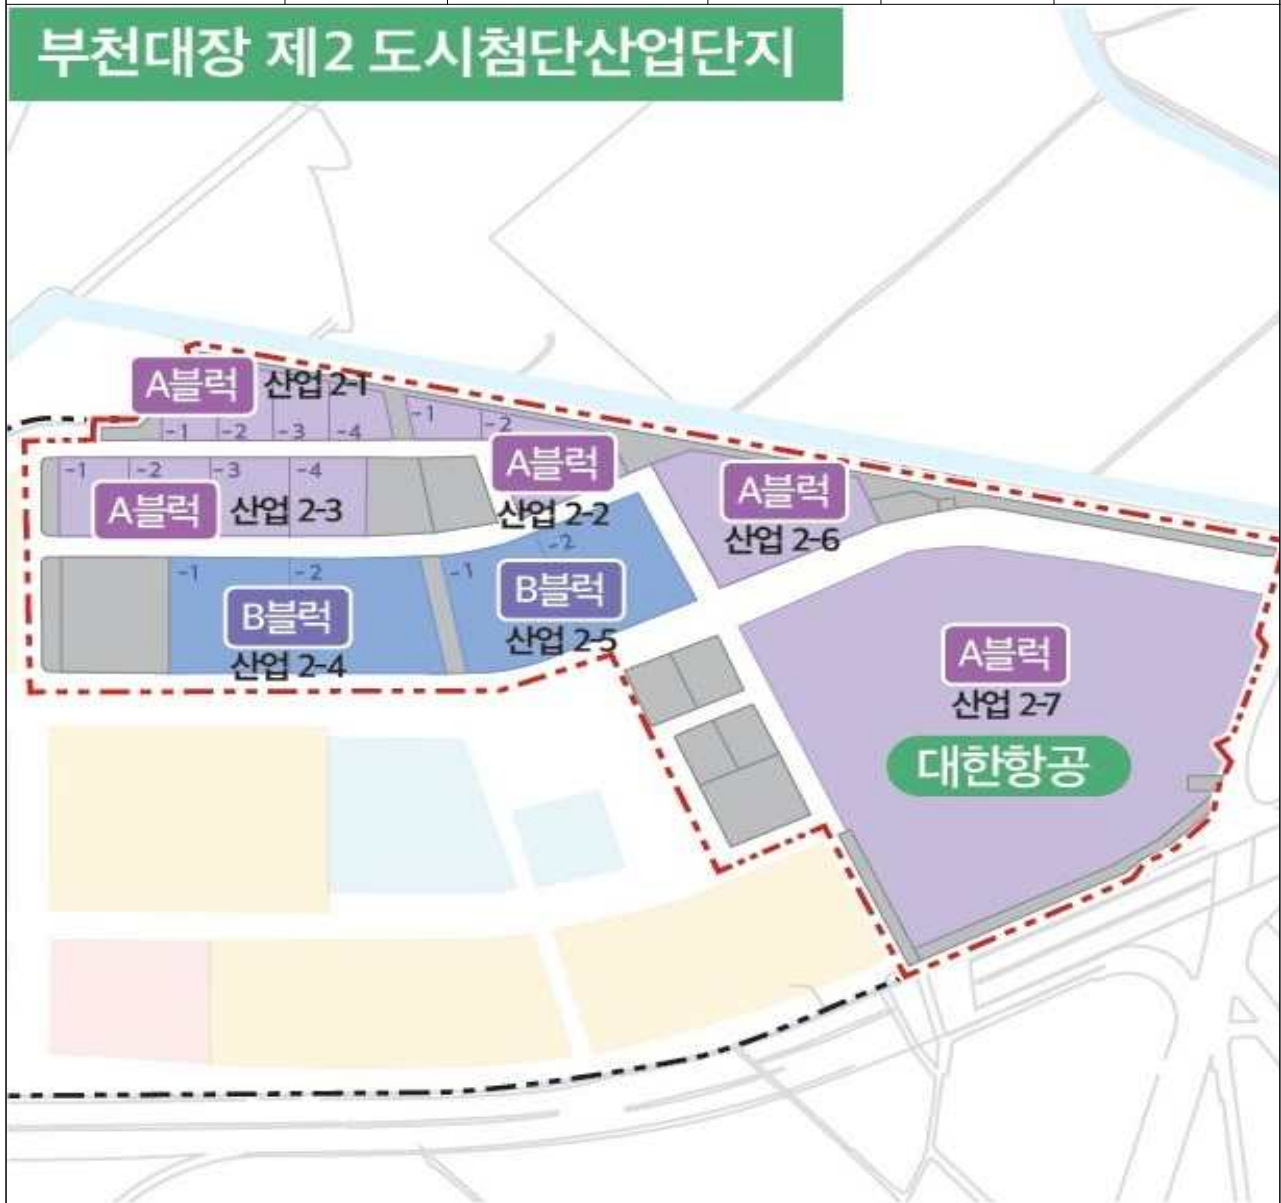 부천대장 제2 도시첨단산업단지
A블럭 산업 2-1
-1 -2 -3 -4
-1 -2
A블럭
산업 2-2
-1 -2 -3 -4
A블럭 산업 2-3
A블럭
산업 2-6
-1 -2
B블럭
산업 2-4
-1 -2
B블럭
산업 2-5
A블럭
산업 2-7
대한항공